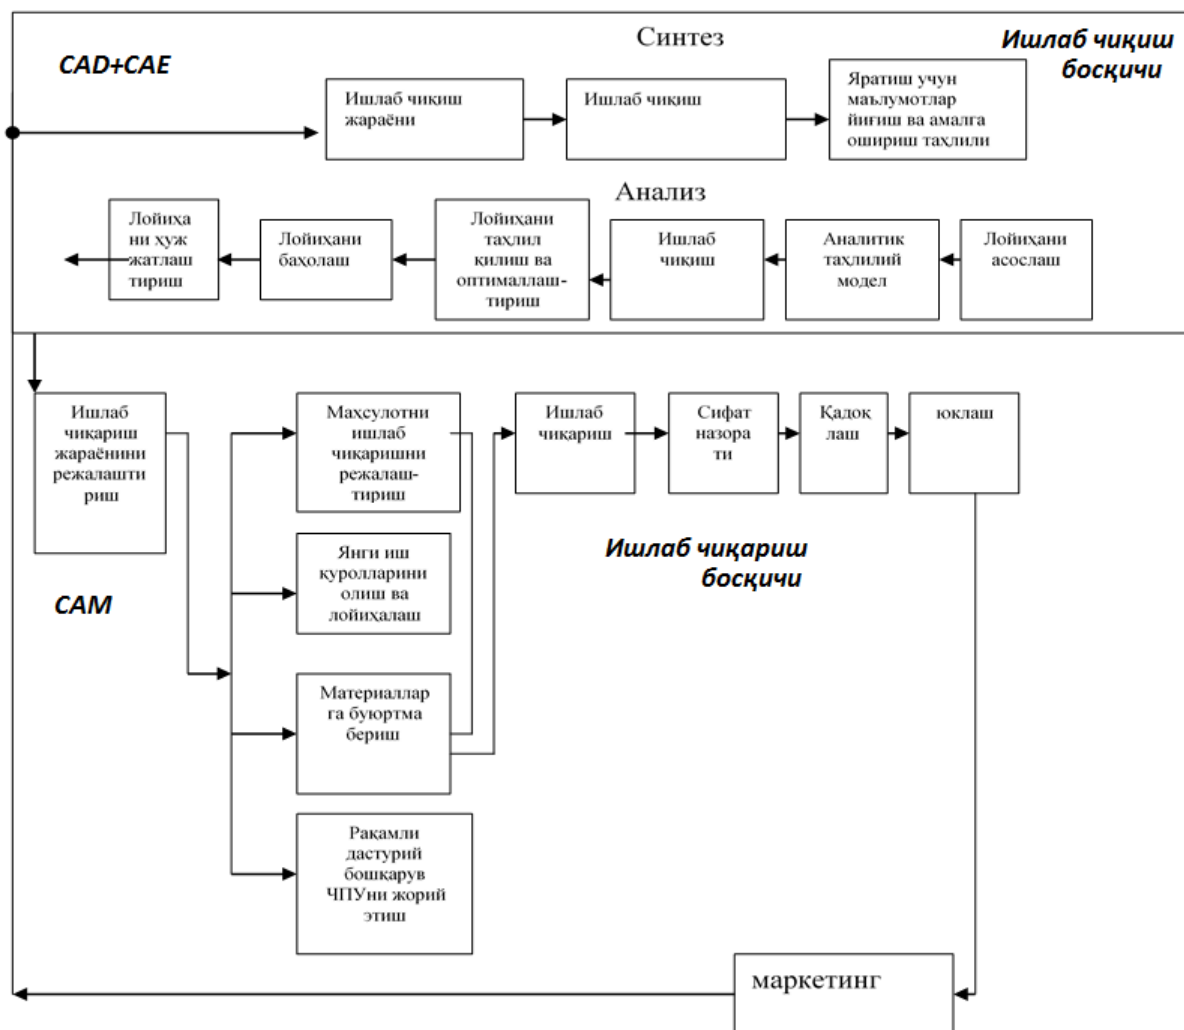 Синтез
CAD+CAE
Ишлаб чиқиш
босқичи
Ишлаб чиқиш
жараёни
Ишлаб чиқиш
Яратиш учун
маълумотлар
йиғиш ва амалга
ошириш таҳлили
Анализ
Лойиҳа
ни ҳуж
жатлаш
тириш
Лойиҳани
баҳолаш
Лойиҳани
таҳлил
қилиш ва
оптималлаш-
тириш
Ишлаб
чиқиш
Аналитик
таҳлилий
модел
Лойиҳани
асослаш
Ишлаб
чиқариш
жараёнини
режалашти
риш
Маҳсулотни
ишлаб
чиқаришни
режалаш-
тириш
Ишлаб
чиқариш
Сифат
назора
ти
Қадоқ
лаш
юклаш
Янги иш
қуролларини
олиш ва
лойиҳалаш
Ишлаб чиқариш
босқичи
САМ
Материаллар
га буюртма
бериш
Рақамли
дастурий
бошқарув
ЧПУни жорий
этиш
маркетинг